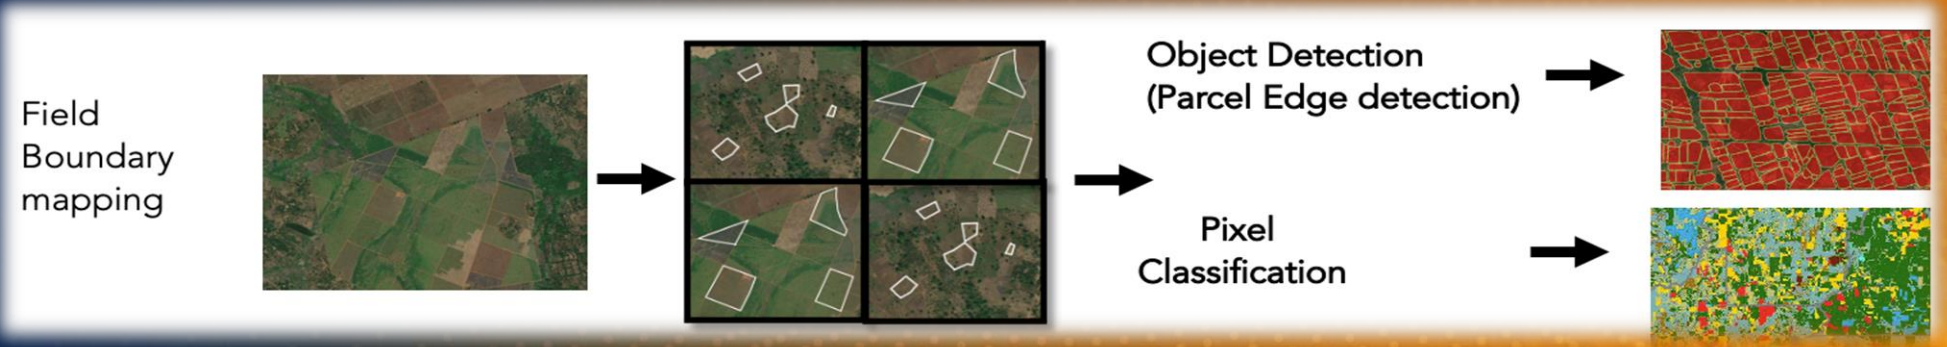 Field
Boundary
mapping
Object Detection
(Parcel Edge detection)
Pixel
Classification